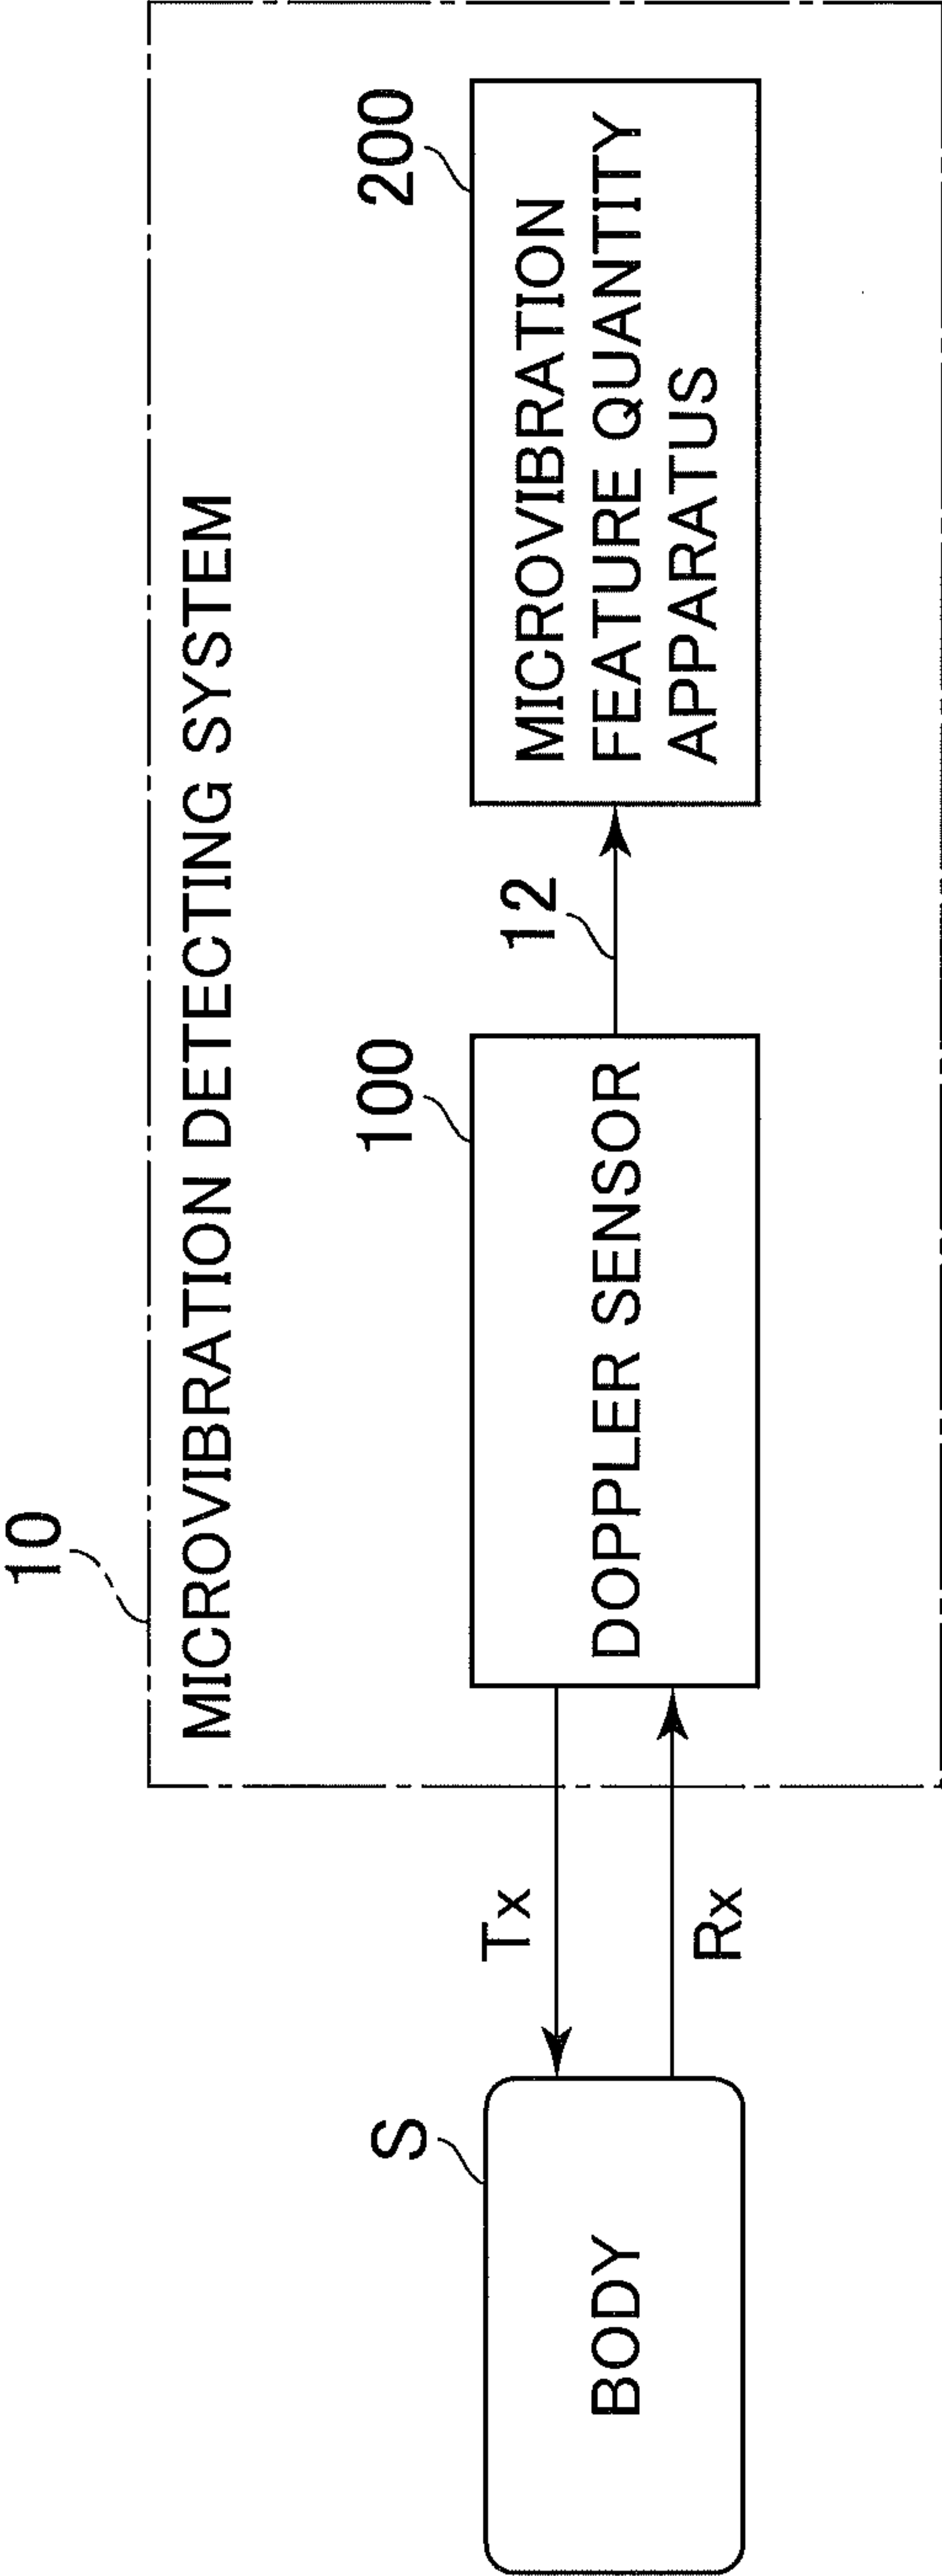 10
MICROVIBRATION DETECTING SYSTEM
S
100
200
Tx
12
BODY
DOPPLER SENSOR
MICROVIBRATION
FEATURE QUANTITY
APPARATUS
Rx